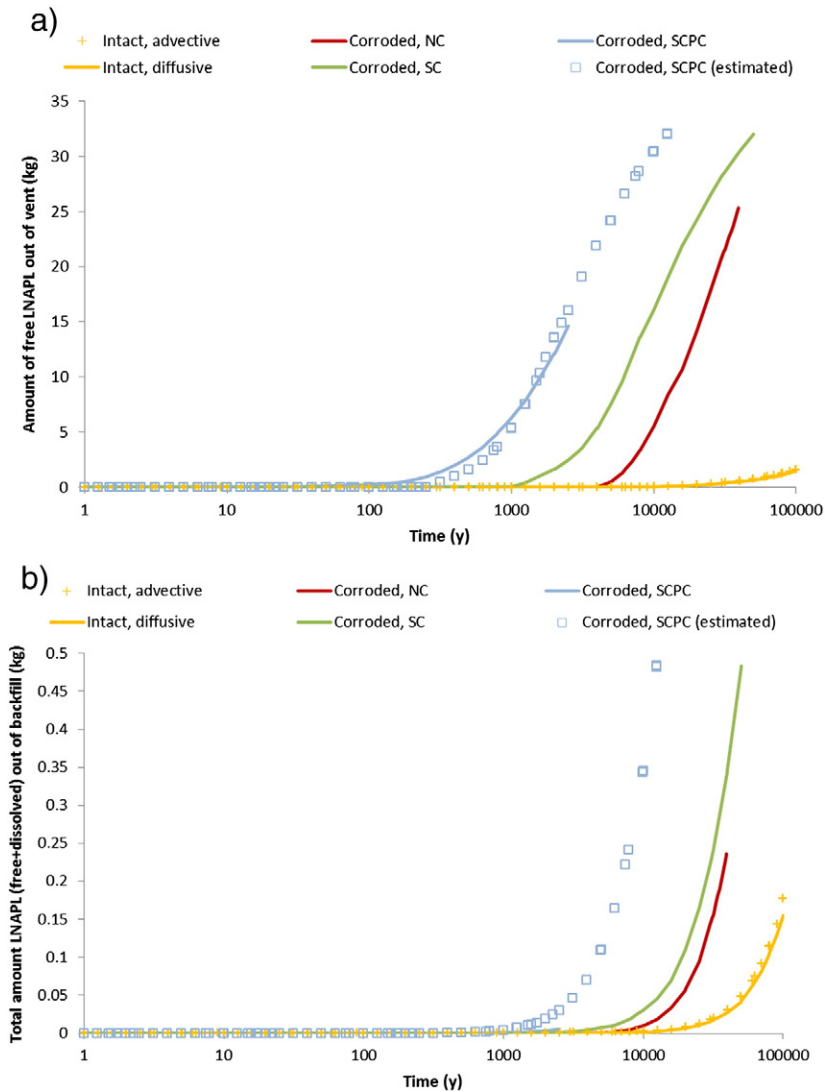 a)
Intact, advective
Corroded, NC
Corroded, SCPC
Intact, diffusive
Corroded, SC
Corroded, SCPC (estimated)
35
30
25
20
15
10
5
0
Amount of free LNAPL out of vent (kg)
1
10
100
1000
10000
100000
Time (y)
b)
Intact, advective
Corroded, NC
Corroded, SCPC
Intact, diffusive
Corroded, SC
Corroded, SCPC (estimated)
0.5
0.45
0.4
0.35
0.3
0.25
0.2
0.15
0.1
0.05
0
Total amount LNAPL (free+dissolved) out of backfill (kg)
1
10
100
1000
10000
100000
Time (y)